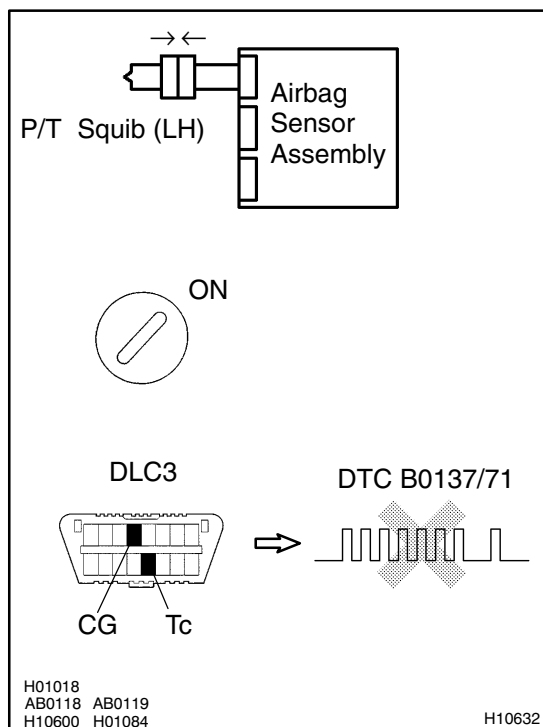 P/T Squib (LH)
Airbag
Sensor
Assembly
ON
DLC3
DTC B0137/71
CG Tc
H01018
AB0118 AB0119
H10600 H01084
H10632